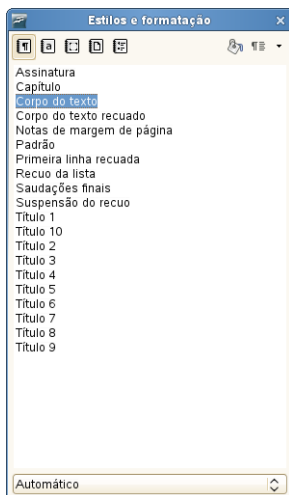 Estilos e formatação
Assinatura
Capítulo
Corpo do texto
Corpo do texto recuado
Notas de margem de página
Padrão
Primeira linha recuada
Recuo da lista
Saudações finais
Suspensão do recuo
Título 1
Título 10
Título 2
Título 3
Título 4
Título 5
Título 6
Título 7
Título 8
Título 9
Automático